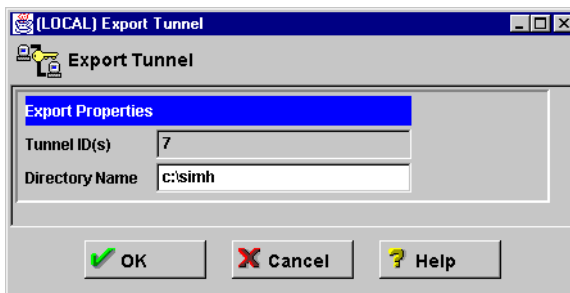 (LOCAL) Export Tunnel
Export Tunnel
Export Properties
Tunnel ID(s) 7
Directory Name c:\simh
OK Cancel ? Help